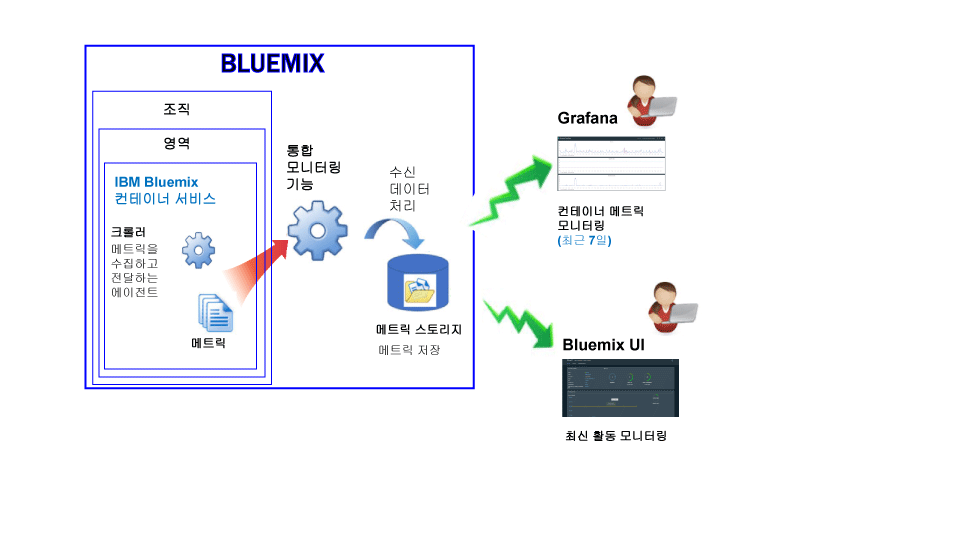 BLUEMIX
조직
영역
IBM Bluemix
컨테이너 서비스
크롤러
메트릭을
수집하고
전달하는
에이전트
메트릭
통합
모니터링
기능
수신
데이터
처리
메트릭 스토리지
메트릭 저장
Grafana
컨테이너 메트릭
모니터링
(최근 7일)
Bluemix UI
최신 활동 모니터링